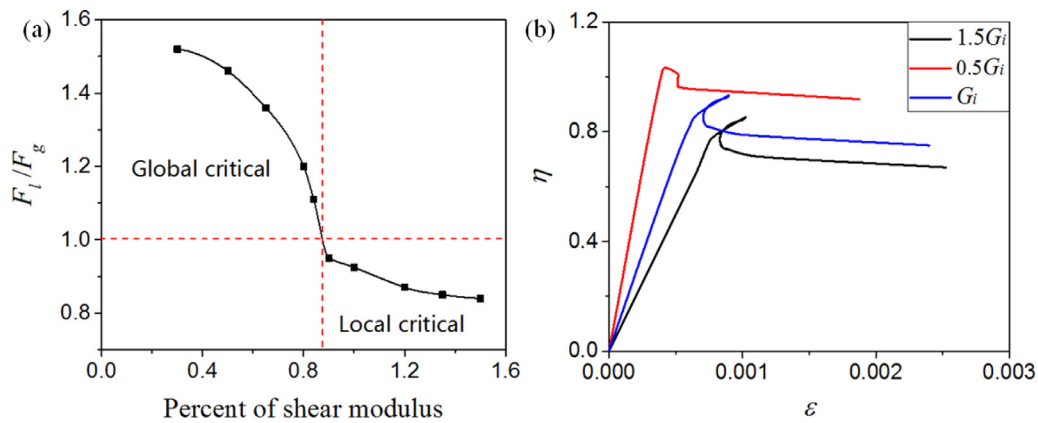 (a)
1.6
1.4
1.2
1.0
0.8
F_l/F_g
Global critical
Local critical
0.0 0.4 0.8 1.2 1.6
Percent of shear modulus
(b)
1.2
0.8
0.4
0.0
η
1.5G_i
0.5G_i
G_i
0.000 0.001 0.002 0.003
ε